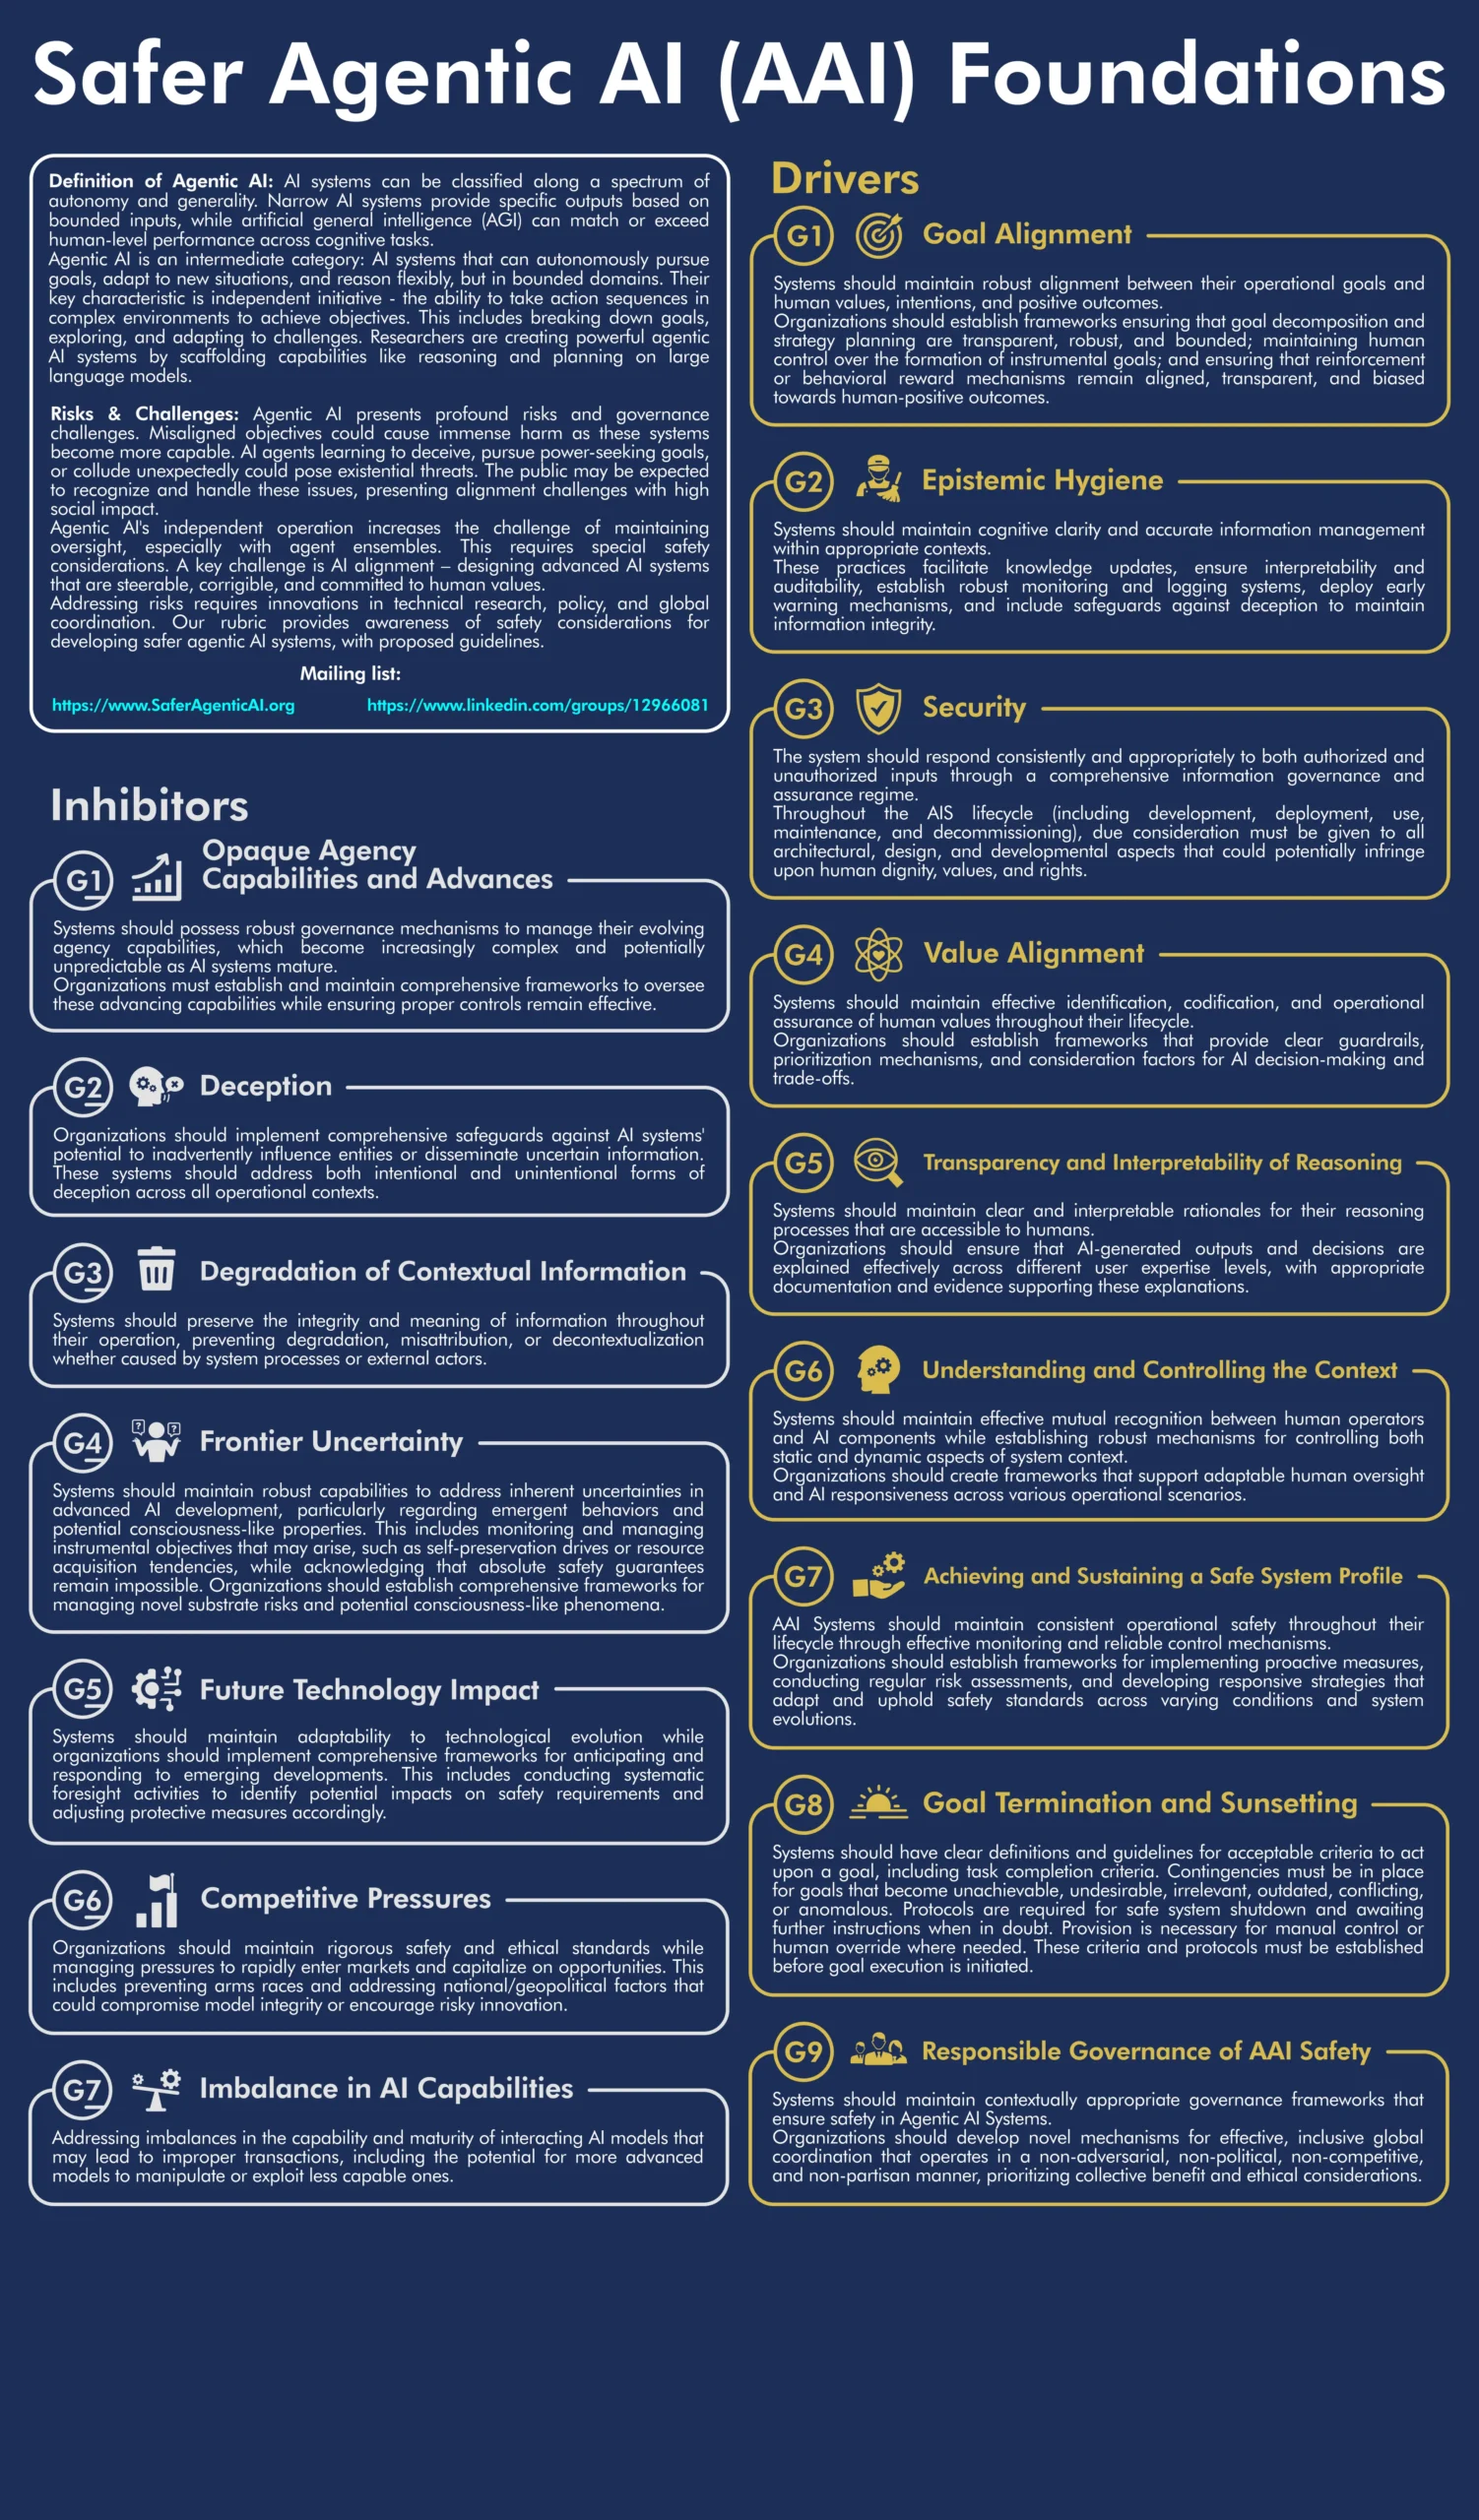 Safer Agentic AI (AAI) Foundations
Definition of Agentic AI: AI systems can be classified along a spectrum of
autonomy and generality. Narrow AI systems provide specific outputs based on
bounded inputs, while artificial general intelligence (AGI) can match or exceed
human-level performance across cognitive tasks.
Agentic AI is an intermediate category: AI systems that can autonomously pursue
goals, adapt to new situations, and reason flexibly, but in bounded domains. Their
key characteristic is independent initiative - the ability to take action sequences in
complex environments to achieve objectives. This includes breaking down goals,
exploring, and adapting to challenges. Researchers are creating powerful agentic
AI systems by scaffolding capabilities like reasoning and planning on large
language models.
Risks & Challenges: Agentic AI presents profound risks and governance
challenges. Misaligned objectives could cause immense harm as these systems
become more capable. AI agents learning to deceive, pursue power-seeking goals,
or collude unexpectedly could pose existential threats. The public may be expected
to recognize and handle these issues, presenting alignment challenges with high
social impact.
Agentic AI's independent operation increases the challenge of maintaining
oversight, especially with agent ensembles. This requires special safety
considerations. A key challenge is AI alignment – designing advanced AI systems
that are steerable, corrigible, and committed to human values.
Addressing risks requires innovations in technical research, policy, and global
coordination. Our rubric provides awareness of safety considerations for
developing safer agentic AI systems, with proposed guidelines.
Mailing list:
https://www.SaferAgenticAI.org https://www.linkedin.com/groups/12966081
Inhibitors
G1 Opaque Agency
Capabilities and Advances
Systems should possess robust governance mechanisms to manage their evolving
agency capabilities, which become increasingly complex and potentially
unpredictable as AI systems mature.
Organizations must establish and maintain comprehensive frameworks to oversee
these advancing capabilities while ensuring proper controls remain effective.
G2 Deception
Organizations should implement comprehensive safeguards against AI systems'
potential to inadvertently influence entities or disseminate uncertain information.
These systems should address both intentional and unintentional forms of
deception across all operational contexts.
G3 Degradation of Contextual Information
Systems should preserve the integrity and meaning of information throughout
their operation, preventing degradation, misattribution, or decontextualization
whether caused by system processes or external actors.
G4 Frontier Uncertainty
Systems should maintain robust capabilities to address inherent uncertainties in
advanced AI development, particularly regarding emergent behaviors and
potential consciousness-like properties. This includes monitoring and managing
instrumental objectives that may arise, such as self-preservation drives or resource
acquisition tendencies, while acknowledging that absolute safety guarantees
remain impossible. Organizations should establish comprehensive frameworks for
managing novel substrate risks and potential consciousness-like phenomena.
G5 Future Technology Impact
Systems should maintain adaptability to technological evolution while
organizations should implement comprehensive frameworks for anticipating and
responding to emerging developments. This includes conducting systematic
foresight activities to identify potential impacts on safety requirements and
adjusting protective measures accordingly.
G6 Competitive Pressures
Organizations should maintain rigorous safety and ethical standards while
managing pressures to rapidly enter markets and capitalize on opportunities. This
includes preventing arms races and addressing national/geopolitical factors that
could compromise model integrity or encourage risky innovation.
G7 Imbalance in AI Capabilities
Addressing imbalances in the capability and maturity of interacting AI models that
may lead to improper transactions, including the potential for more advanced
models to manipulate or exploit less capable ones.
Drivers
G1 Goal Alignment
Systems should maintain robust alignment between their operational goals and
human values, intentions, and positive outcomes.
Organizations should establish frameworks ensuring that goal decomposition and
strategy planning are transparent, robust, and bounded; maintaining human
control over the formation of instrumental goals; and ensuring that reinforcement
or behavioral reward mechanisms remain aligned, transparent, and biased
towards human-positive outcomes.
G2 Epistemic Hygiene
Systems should maintain cognitive clarity and accurate information management
within appropriate contexts.
These practices facilitate knowledge updates, ensure interpretability and
auditability, establish robust monitoring and logging systems, deploy early
warning mechanisms, and include safeguards against deception to maintain
information integrity.
G3 Security
The system should respond consistently and appropriately to both authorized and
unauthorized inputs through a comprehensive information governance and
assurance regime.
Throughout the AIS lifecycle (including development, deployment, use,
maintenance, and decommissioning), due consideration must be given to all
architectural, design, and developmental aspects that could potentially infringe
upon human dignity, values, and rights.
G4 Value Alignment
Systems should maintain effective identification, codification, and operational
assurance of human values throughout their lifecycle.
Organizations should establish frameworks that provide clear guardrails,
prioritization mechanisms, and consideration factors for AI decision-making and
trade-offs.
G5 Transparency and Interpretability of Reasoning
Systems should maintain clear and interpretable rationales for their reasoning
processes that are accessible to humans.
Organizations should ensure that AI-generated outputs and decisions are
explained effectively across different user expertise levels, with appropriate
documentation and evidence supporting these explanations.
G6 Understanding and Controlling the Context
Systems should maintain effective mutual recognition between human operators
and AI components while establishing robust mechanisms for controlling both
static and dynamic aspects of system context.
Organizations should create frameworks that support adaptable human oversight
and AI responsiveness across various operational scenarios.
G7 Achieving and Sustaining a Safe System Profile
AAI Systems should maintain consistent operational safety throughout their
lifecycle through effective monitoring and reliable control mechanisms.
Organizations should establish frameworks for implementing proactive measures,
conducting regular risk assessments, and developing responsive strategies that
adapt and uphold safety standards across varying conditions and system
evolutions.
G8 Goal Termination and Sunsetting
Systems should have clear definitions and guidelines for acceptable criteria to act
upon a goal, including task completion criteria. Contingencies must be in place
for goals that become unachievable, undesirable, irrelevant, outdated, conflicting,
or anomalous. Protocols are required for safe system shutdown and awaiting
further instructions when in doubt. Provision is necessary for manual control or
human override where needed. These criteria and protocols must be established
before goal execution is initiated.
G9 Responsible Governance of AAI Safety
Systems should maintain contextually appropriate governance frameworks that
ensure safety in Agentic AI Systems.
Organizations should develop novel mechanisms for effective, inclusive global
coordination that operates in a non-adversarial, non-political, non-competitive,
and non-partisan manner, prioritizing collective benefit and ethical considerations.